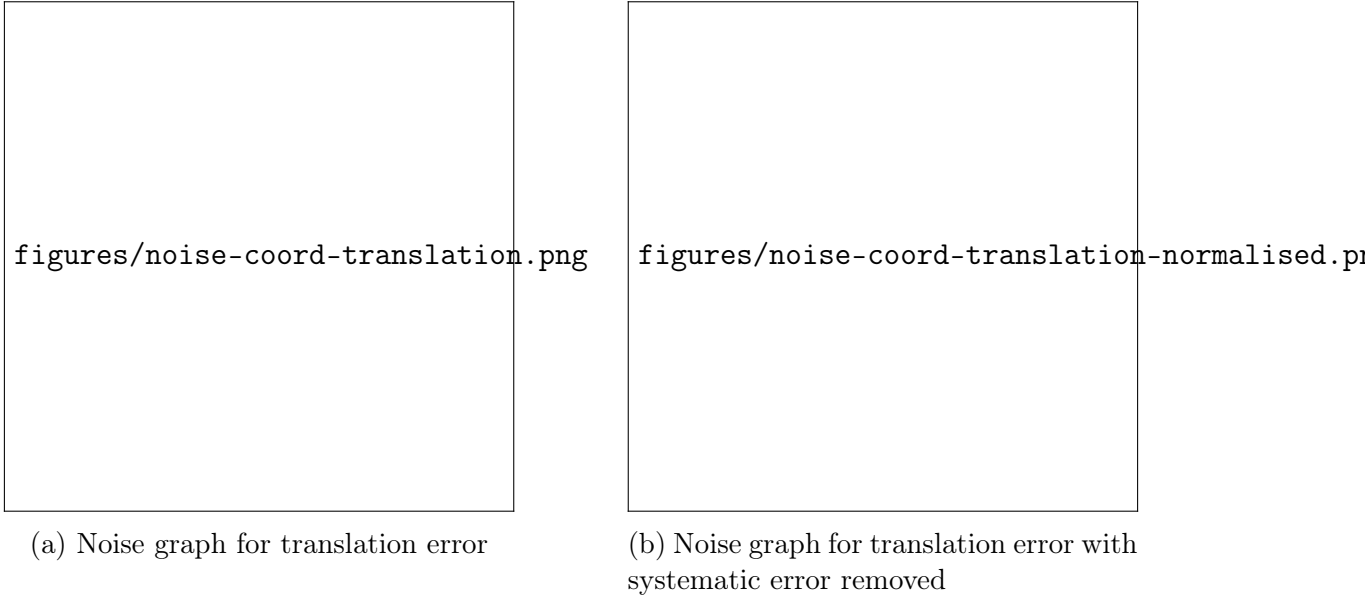 figures/noise-coord-translation.png
figures/noise-coord-translation-normalised.pn
(a) Noise graph for translation error
(b) Noise graph for translation error with
systematic error removed